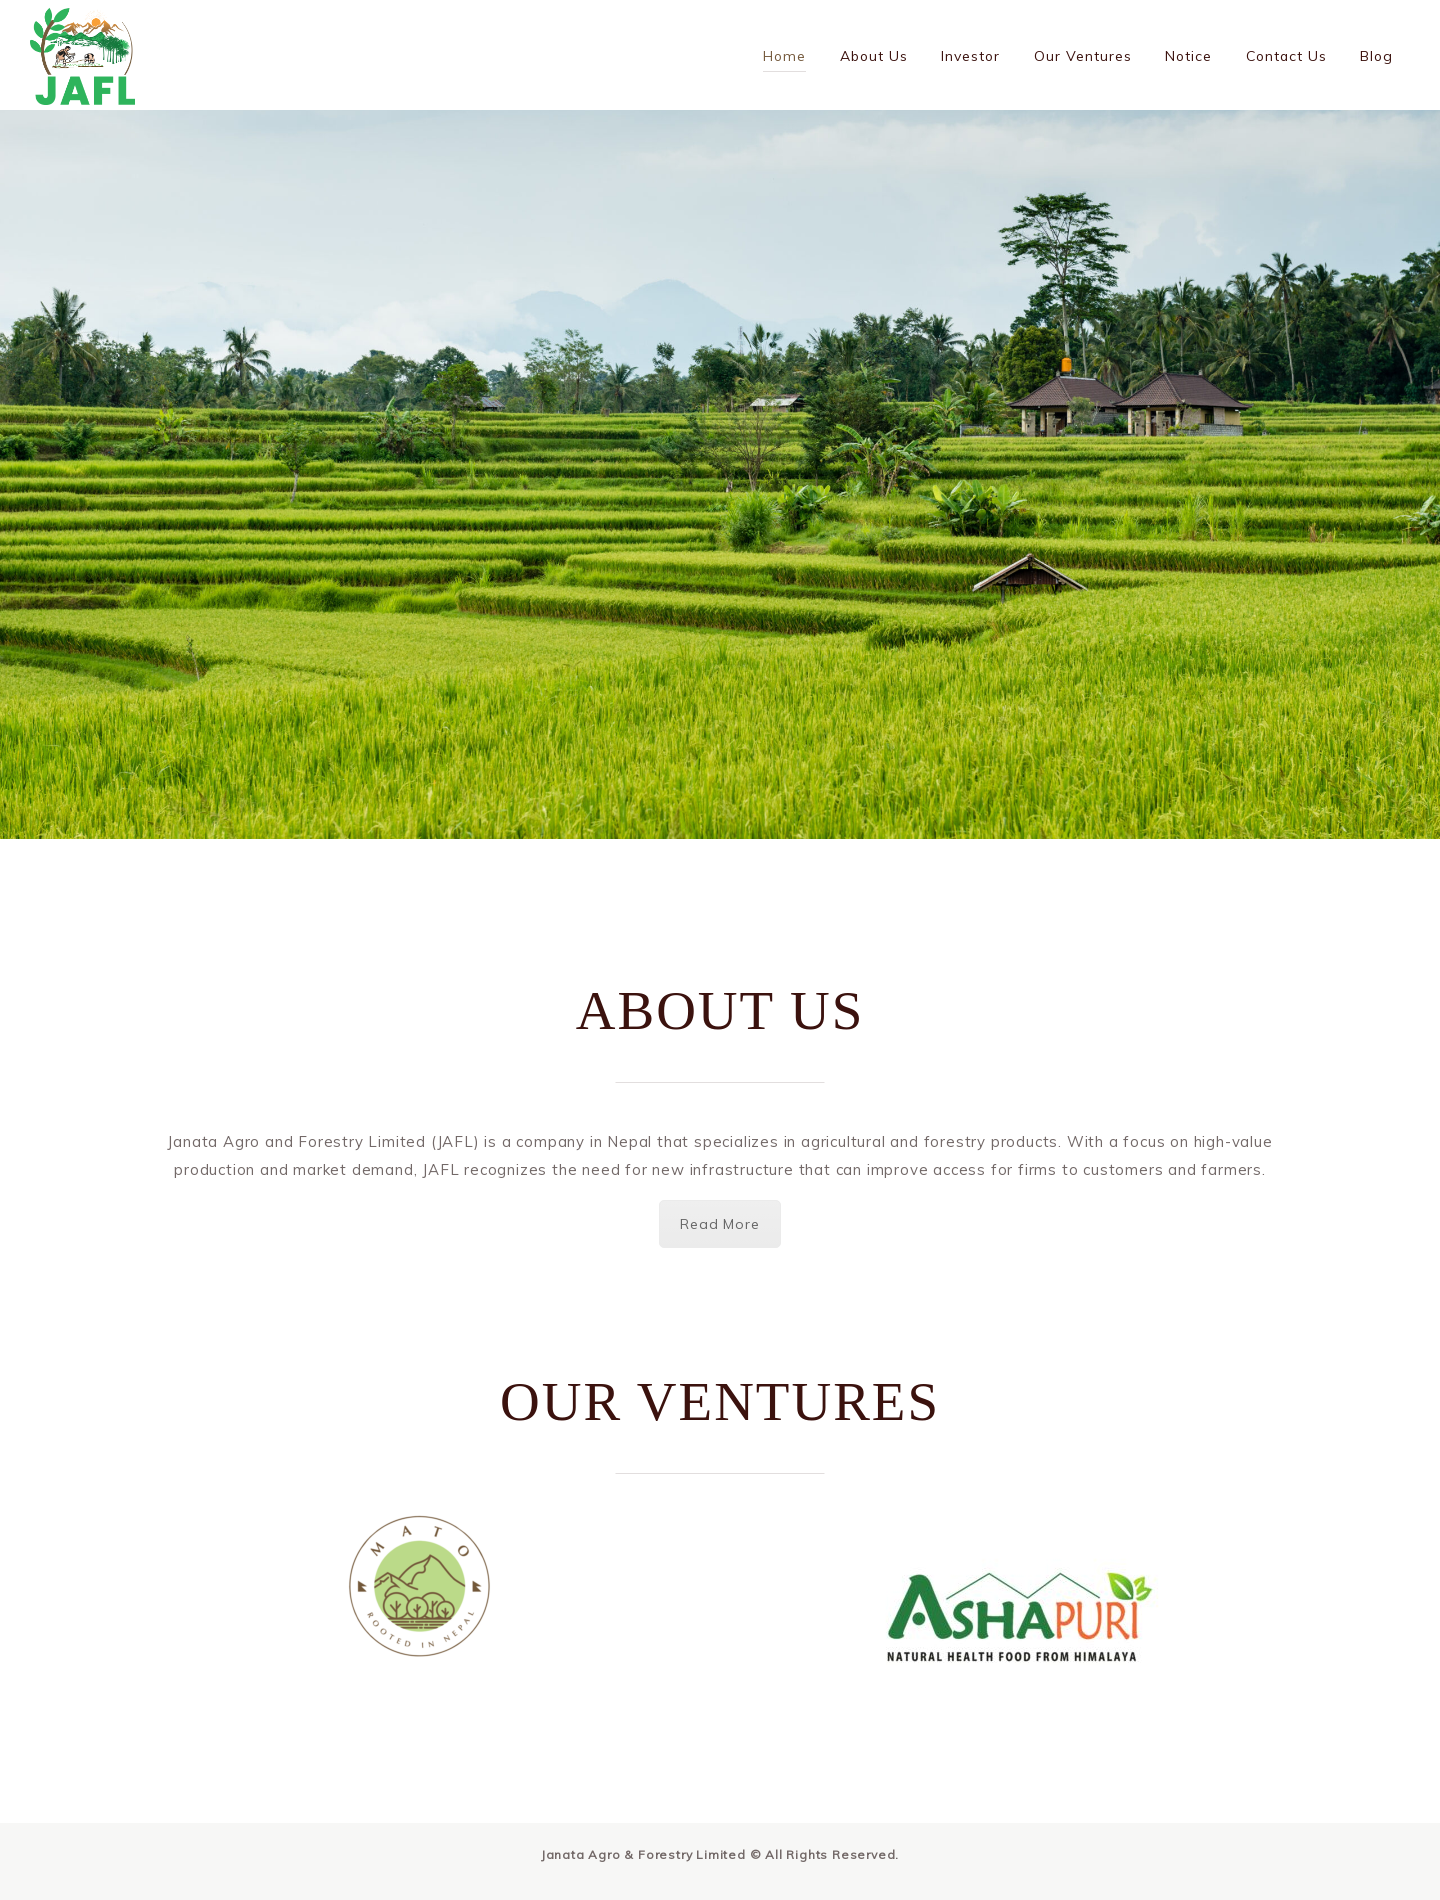 JAFL
Home About Us Investor Our Ventures Notice Contact Us Blog
ABOUT US
Janata Agro and Forestry Limited (JAFL) is a company in Nepal that specializes in agricultural and forestry products. With a focus on high-value
production and market demand, JAFL recognizes the need for new infrastructure that can improve access for firms to customers and farmers.
Read More
OUR VENTURES
MATO
ROOTED IN NEPAL
ASHAPURI
NATURAL HEALTH FOOD FROM HIMALAYA
Janata Agro & Forestry Limited © All Rights Reserved.